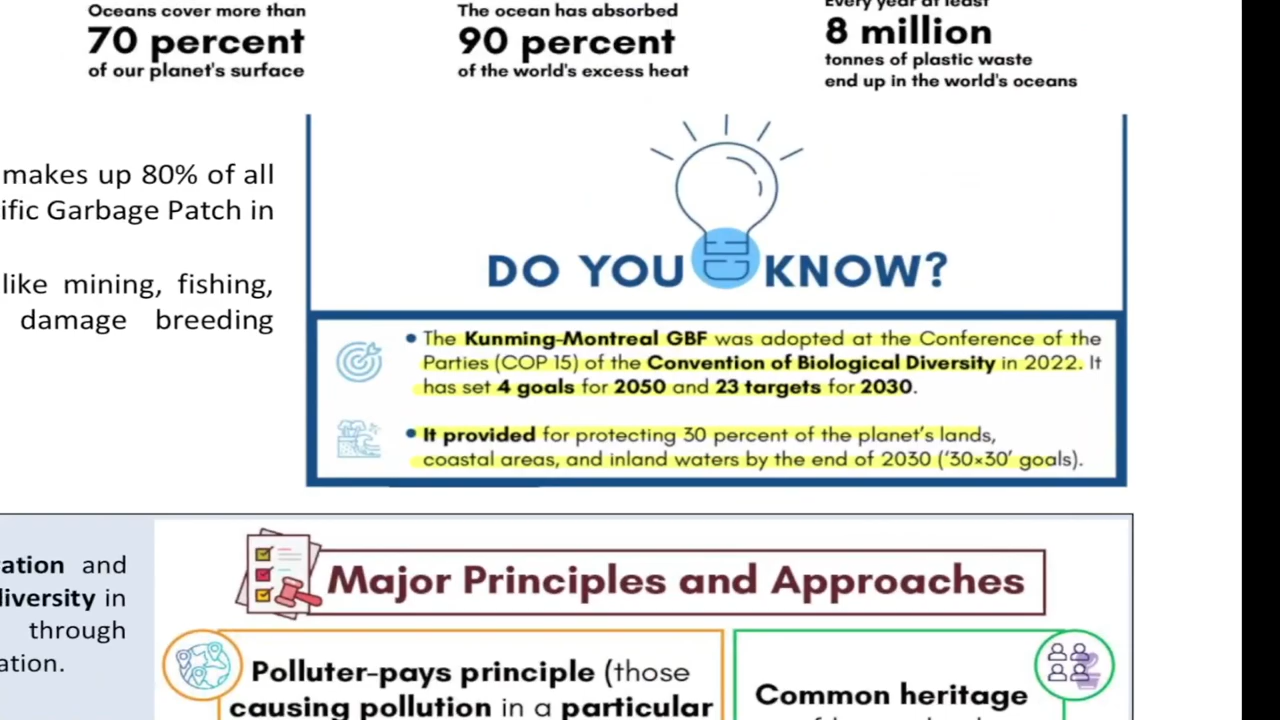 Oceans cover more than
70 percent
of our planet's surface
The ocean has absorbed
90 percent
of the world's excess heat
Every year at least
8 million
tonnes of plastic waste
end up in the world's oceans
makes up 80% of all
ific Garbage Patch in
like mining, fishing,
damage breeding
DO YOU KNOW?
• The Kunming-Montreal GBF was adopted at the Conference of the
Parties (COP 15) of the Convention of Biological Diversity in 2022. It
has set 4 goals for 2050 and 23 targets for 2030.
• It provided for protecting 30 percent of the planet's lands,
coastal areas, and inland waters by the end of 2030 ('30×30' goals).
ation and
diversity in
through
ation.
Major Principles and Approaches
Polluter-pays principle (those
causing pollution in a particular
Common heritage